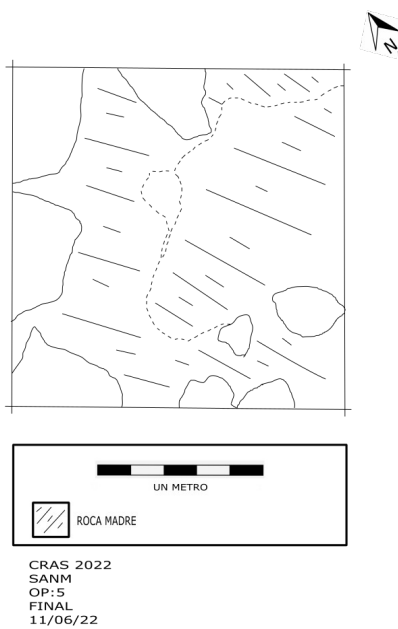 N
UN METRO
ROCA MADRE
CRAS 2022
SANM
OP:5
FINAL
11/06/22